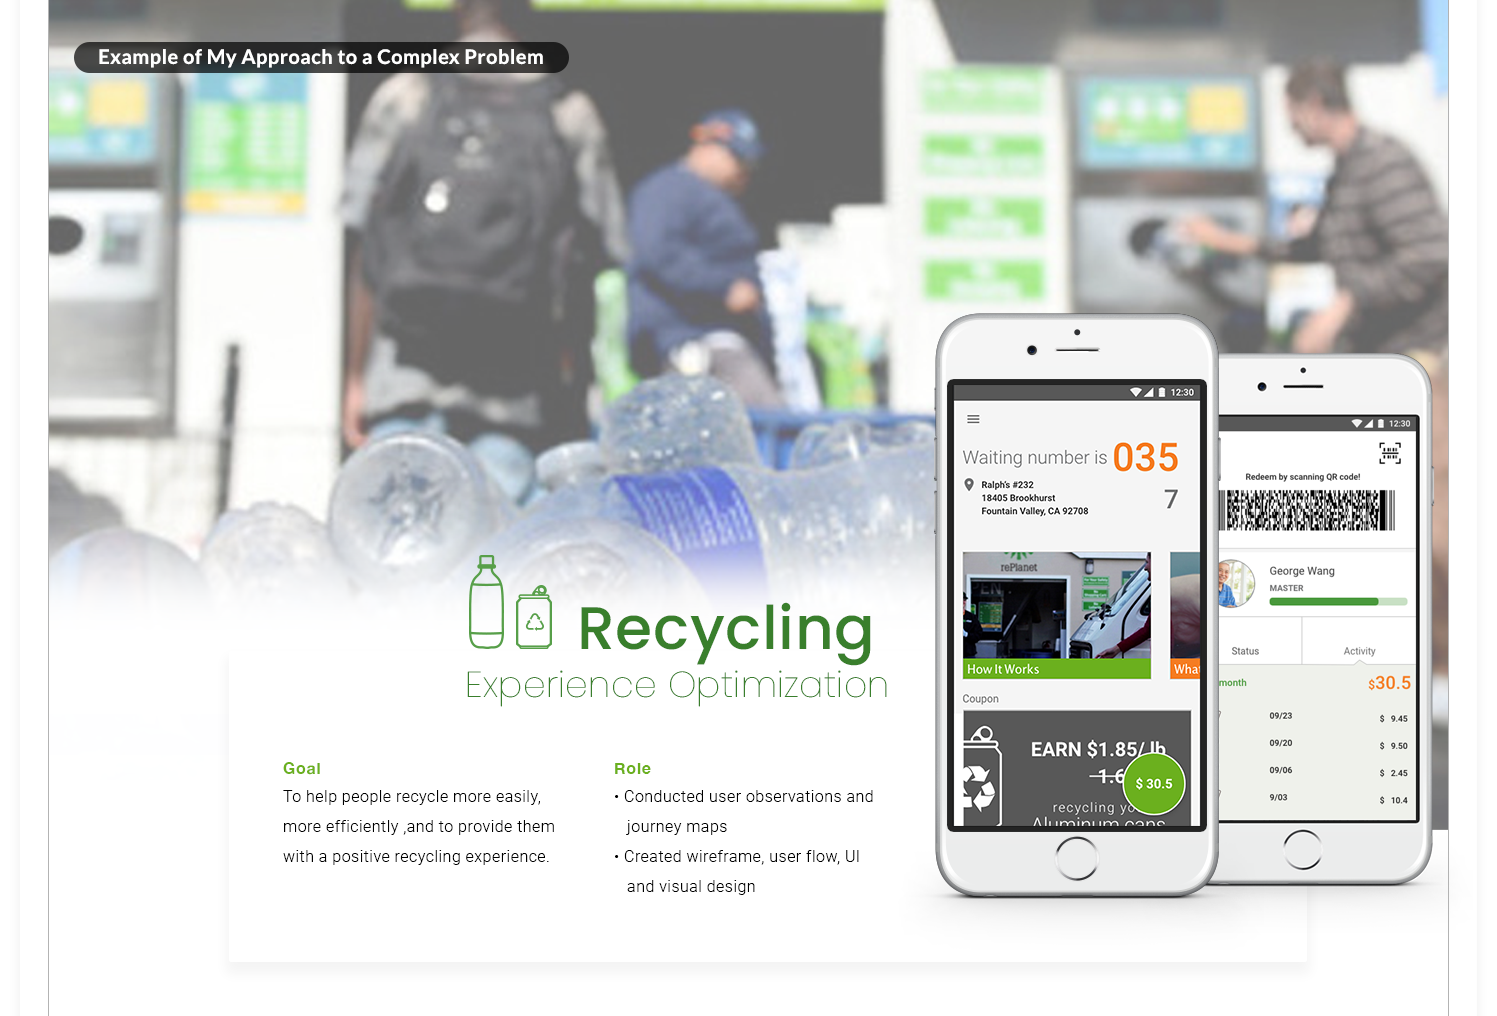 Example of My Approach to a Complex Problem
Recycling
Experience Optimization
Goal
To help people recycle more easily,
more efficiently ,and to provide them
with a positive recycling experience.
Role
• Conducted user observations and
journey maps
• Created wireframe, user flow, UI
and visual design
12:30
Waiting number is 035
Ralph's #232
18405 Brookhurst
Fountain Valley, CA 92708
7
rePlanet
How It Works
What
Coupon
EARN $1.85/ lb
1.6
$ 30.5
recycling yo
Aluminum cans
12:30
Redeem by scanning QR code!
George Wang
MASTER
Status
Activity
month
$30.5
09/23
$ 9.45
09/20
$ 9.50
09/06
$ 2.45
9/03
$ 10.4